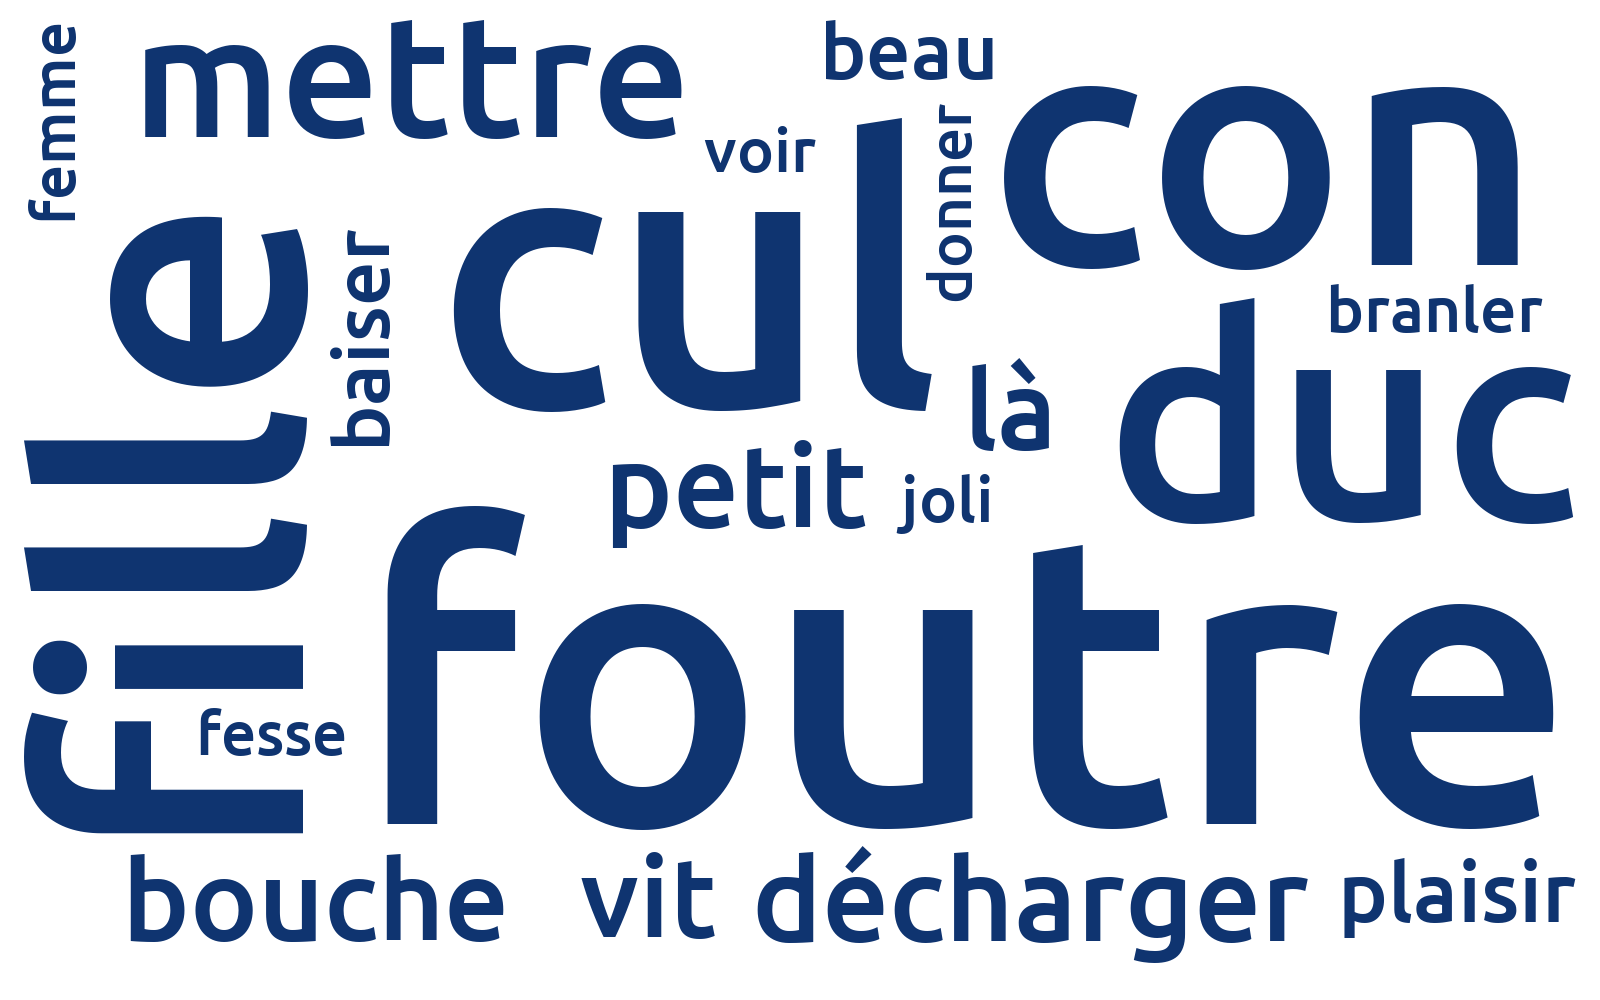 femme
mettre
beau
voir
donner
con
fille
baiser
cul
branler
là
duc
petit
joli
foutre
fesse
bouche
vit
décharger
plaisir